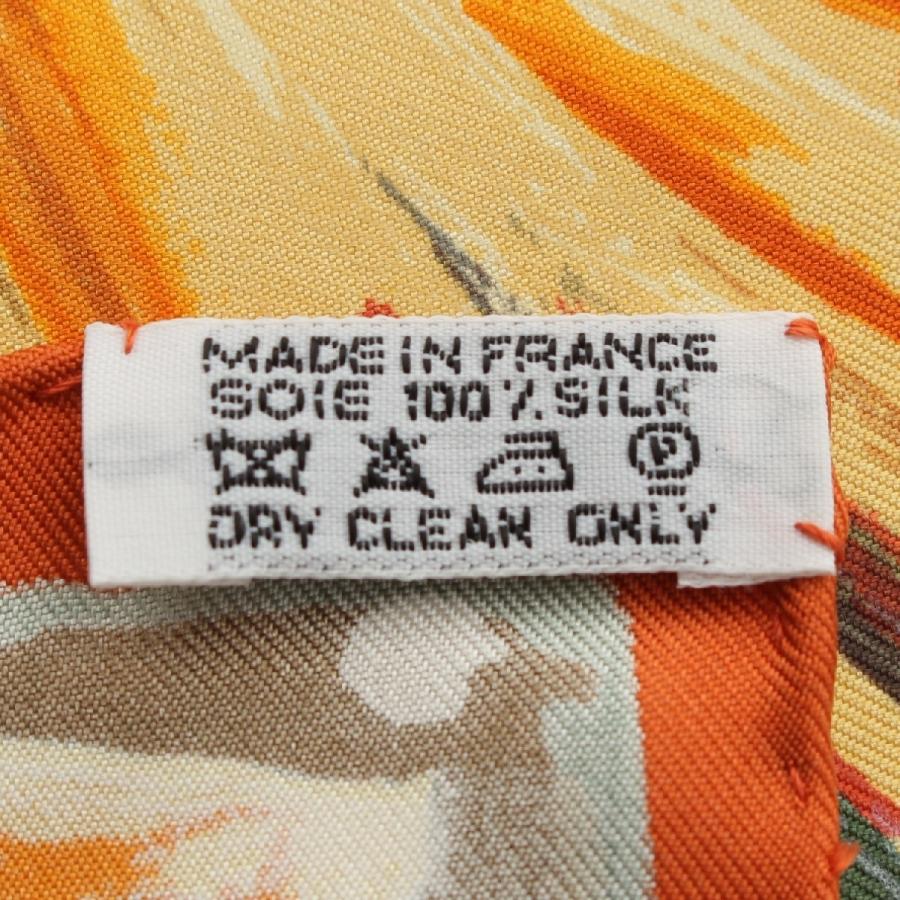 MADE IN FRANCE
SOIE 100% SILK
P
DRY CLEAN ONLY